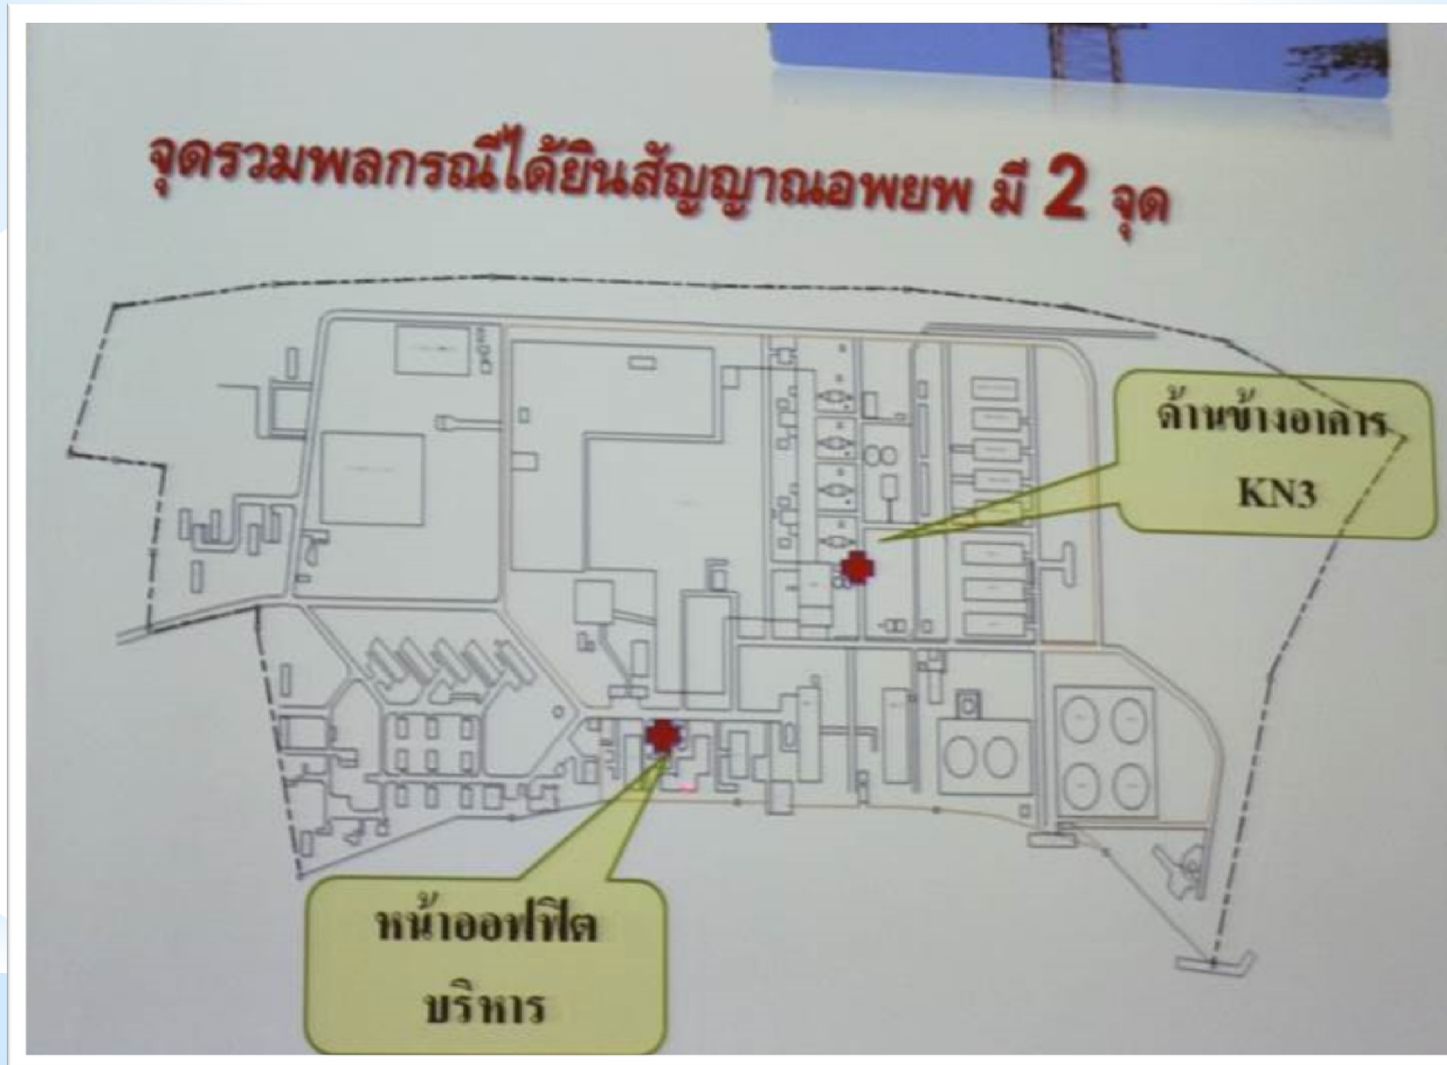 จุดรวมพลกรณีได้ยินสัญญาณอพยพ มี 2 จุด
ด้านข้างอาคาร
KN3
หน้าออฟฟิต
บริหาร